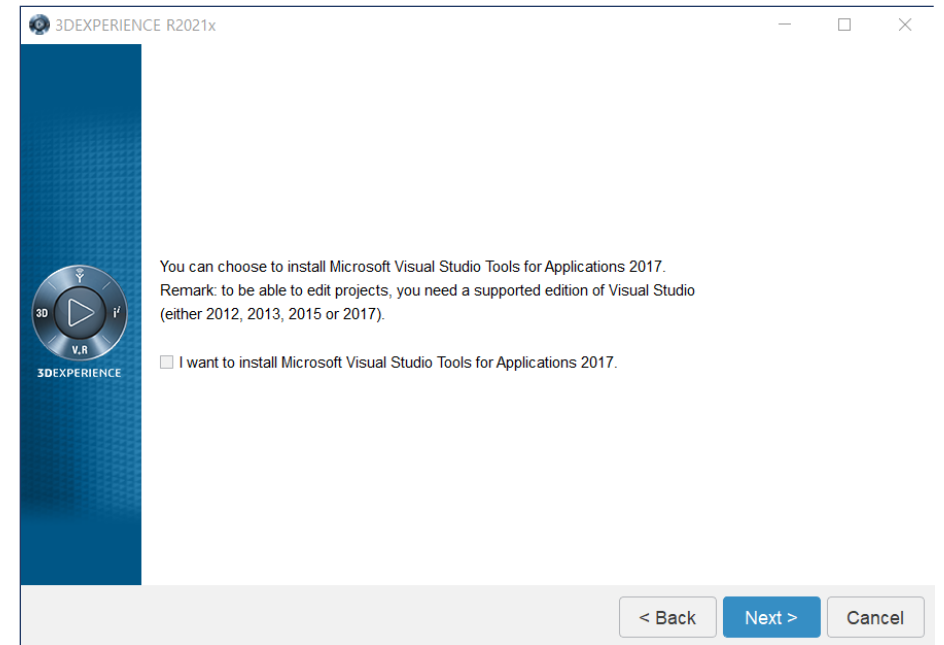 3DEXPERIENCE R2021x
You can choose to install Microsoft Visual Studio Tools for Applications 2017.
Remark: to be able to edit projects, you need a supported edition of Visual Studio
(either 2012, 2013, 2015 or 2017).
3D
i²
V.R
3DEXPERIENCE
I want to install Microsoft Visual Studio Tools for Applications 2017.
< Back
Next >
Cancel